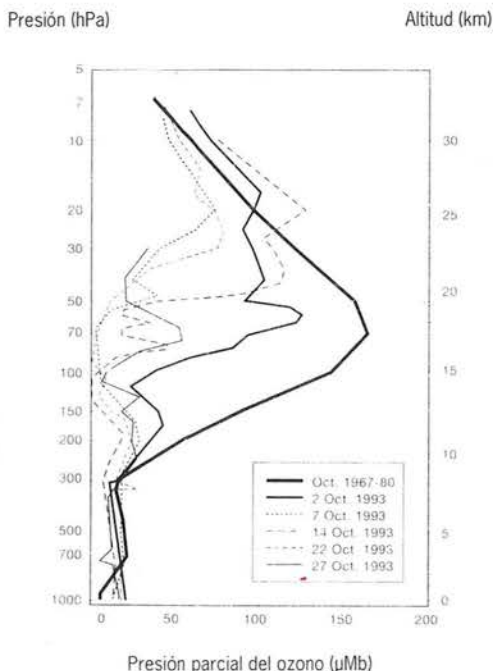 Presión (hPa)
Altitud (km)
5
7
10
20
30
50
70
100
150
200
300
500
700
1000
30
25
20
15
10
5
0
Oct. 1967-80
2 Oct. 1993
7 Oct. 1993
14 Oct. 1993
22 Oct. 1993
27 Oct. 1993
0 50 100 150 200
Presión parcial del ozono (µMb)